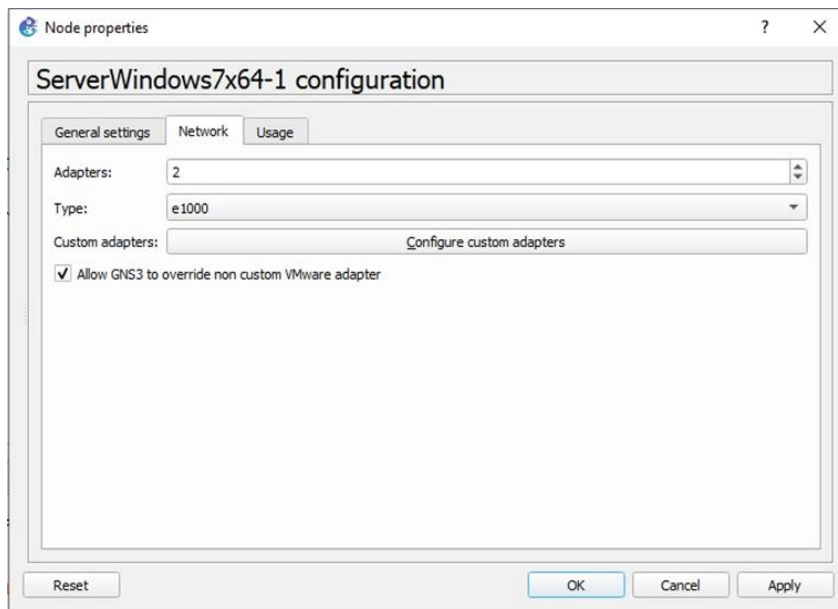 Node properties
ServerWindows7x64-1 configuration
General settings Network Usage
Adapters: 2
Type: e1000
Custom adapters: Configure custom adapters
Allow GNS3 to override non custom VMware adapter
Reset OK Cancel Apply